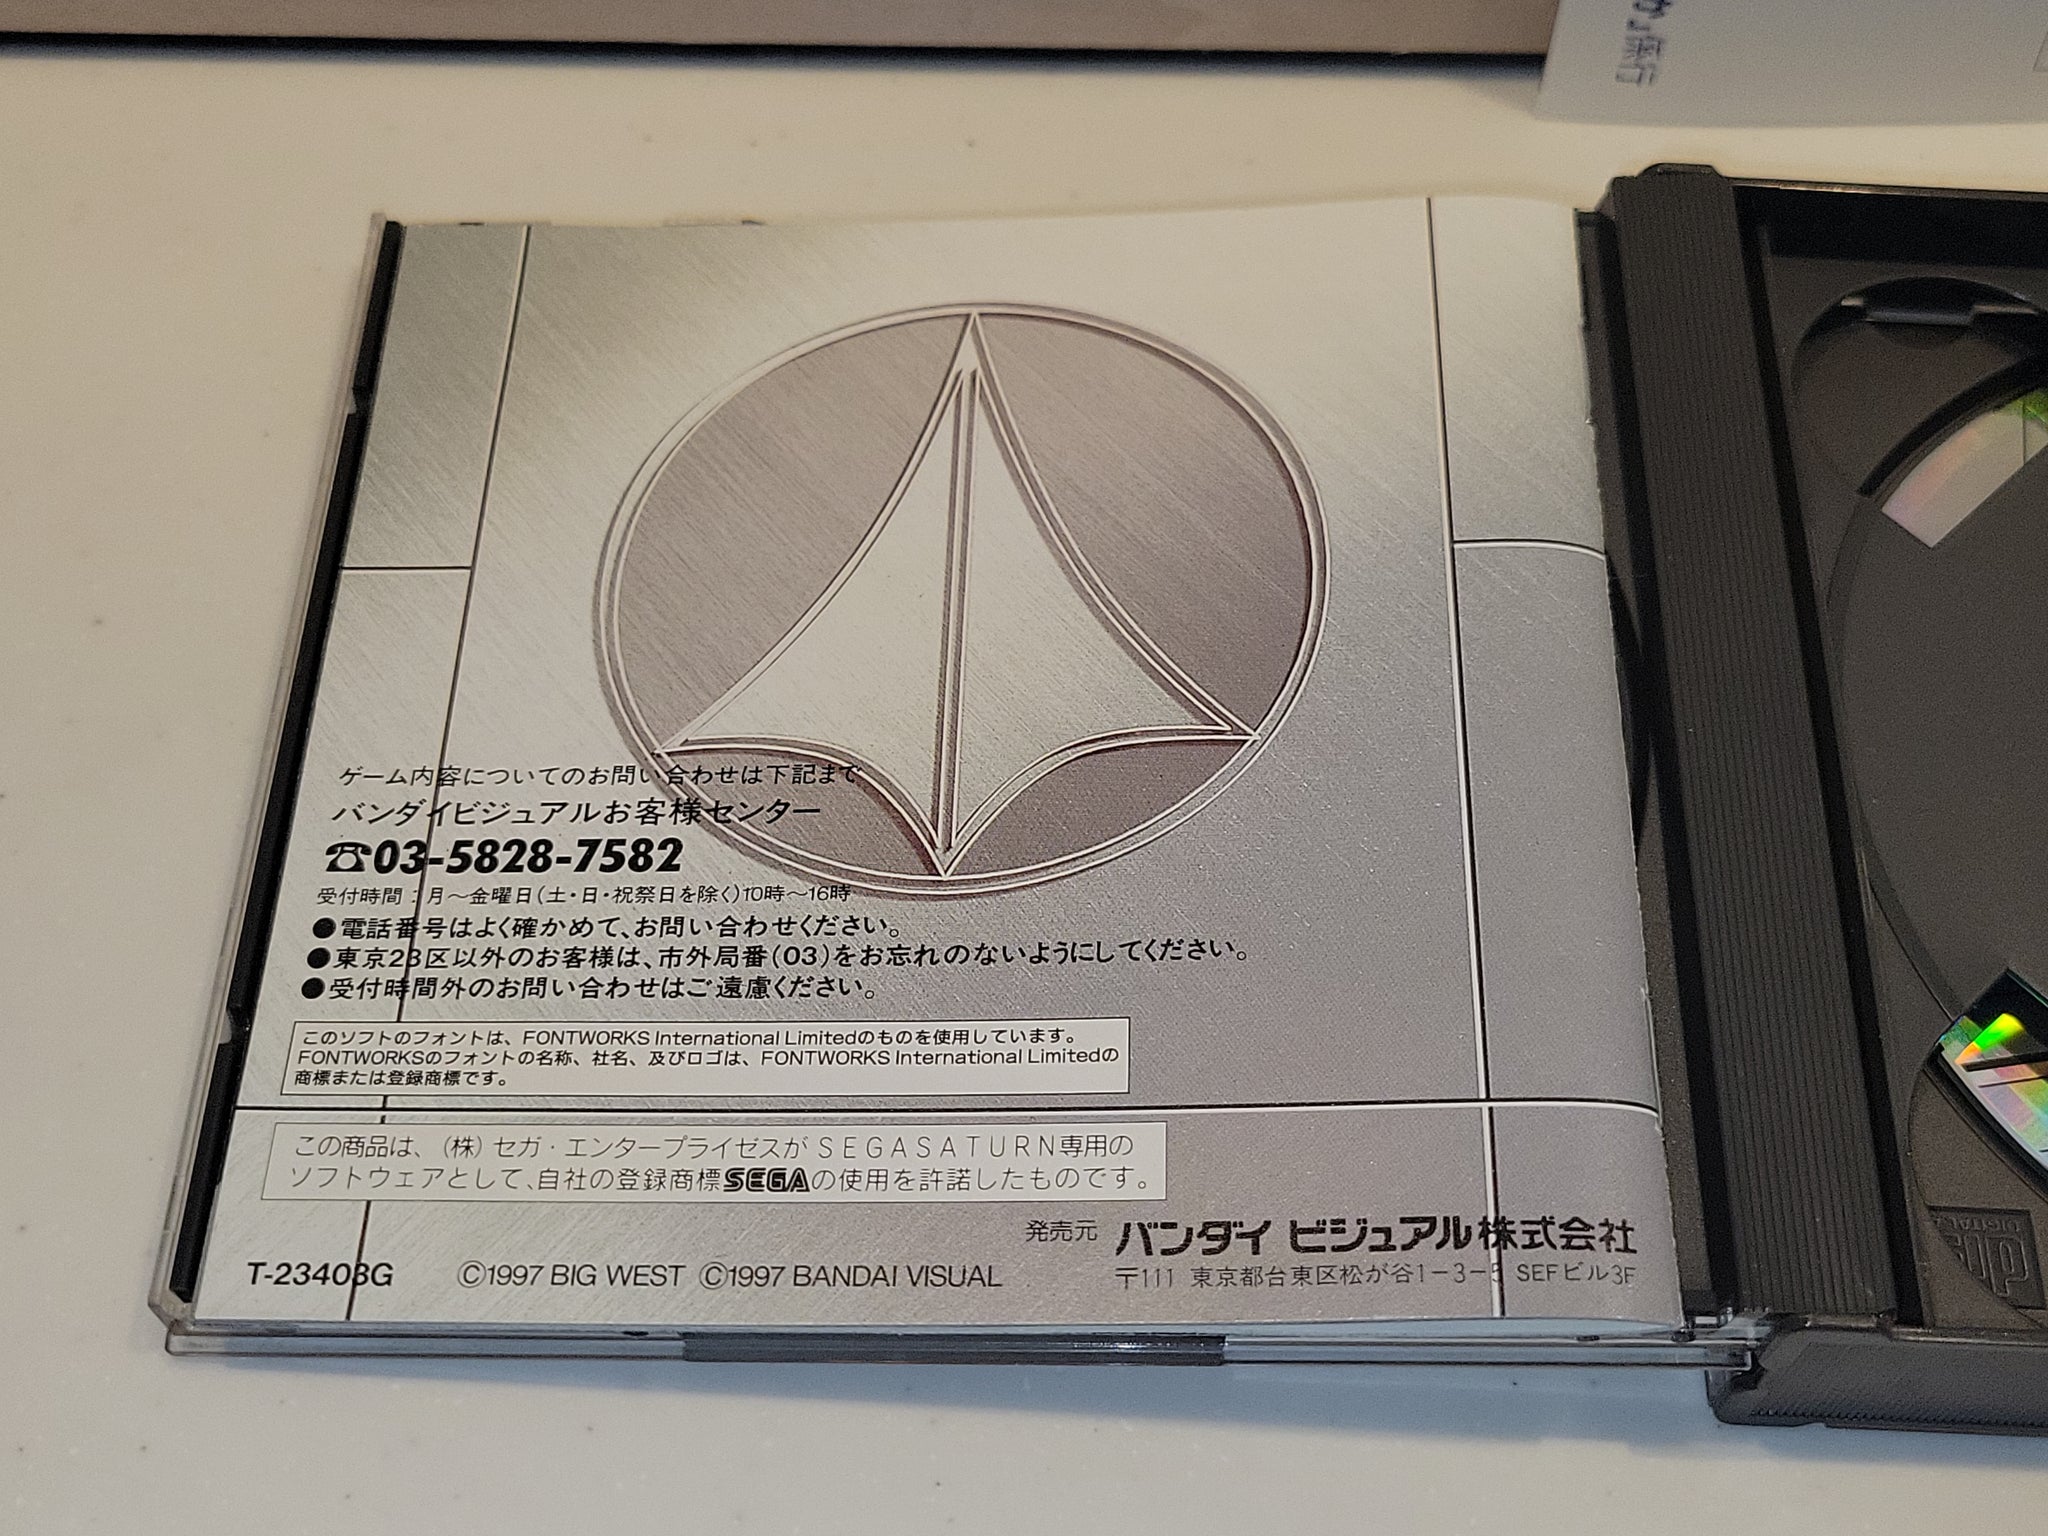 ゲーム内容についてのお問い合わせは下記まで
バンダイビジュアルお客様センター
☎03-5828-7582
受付時間：月～金曜日(土・日・祝祭日を除く)10時～16時
●電話番号はよく確かめて、お問い合わせください。
●東京23区以外のお客様は、市外局番(03)をお忘れのないようにしてください。
●受付時間外のお問い合わせはご遠慮ください。
このソフトのフォントは、FONTWORKS International Limitedのものを使用しています。
FONTWORKSのフォントの名称、社名、及びロゴは、FONTWORKS International Limitedの
商標または登録商標です。
この商品は、(株)セガ・エンタープライゼスがSEGASATURN専用の
ソフトウェアとして、自社の登録商標SEGAの使用を許諾したものです。
発売元 バンダイ ビジュアル株式会社
〒111 東京都台東区松が谷1-3-5 SEFビル3F
T-23403G ©1997 BIG WEST ©1997 BANDAI VISUAL